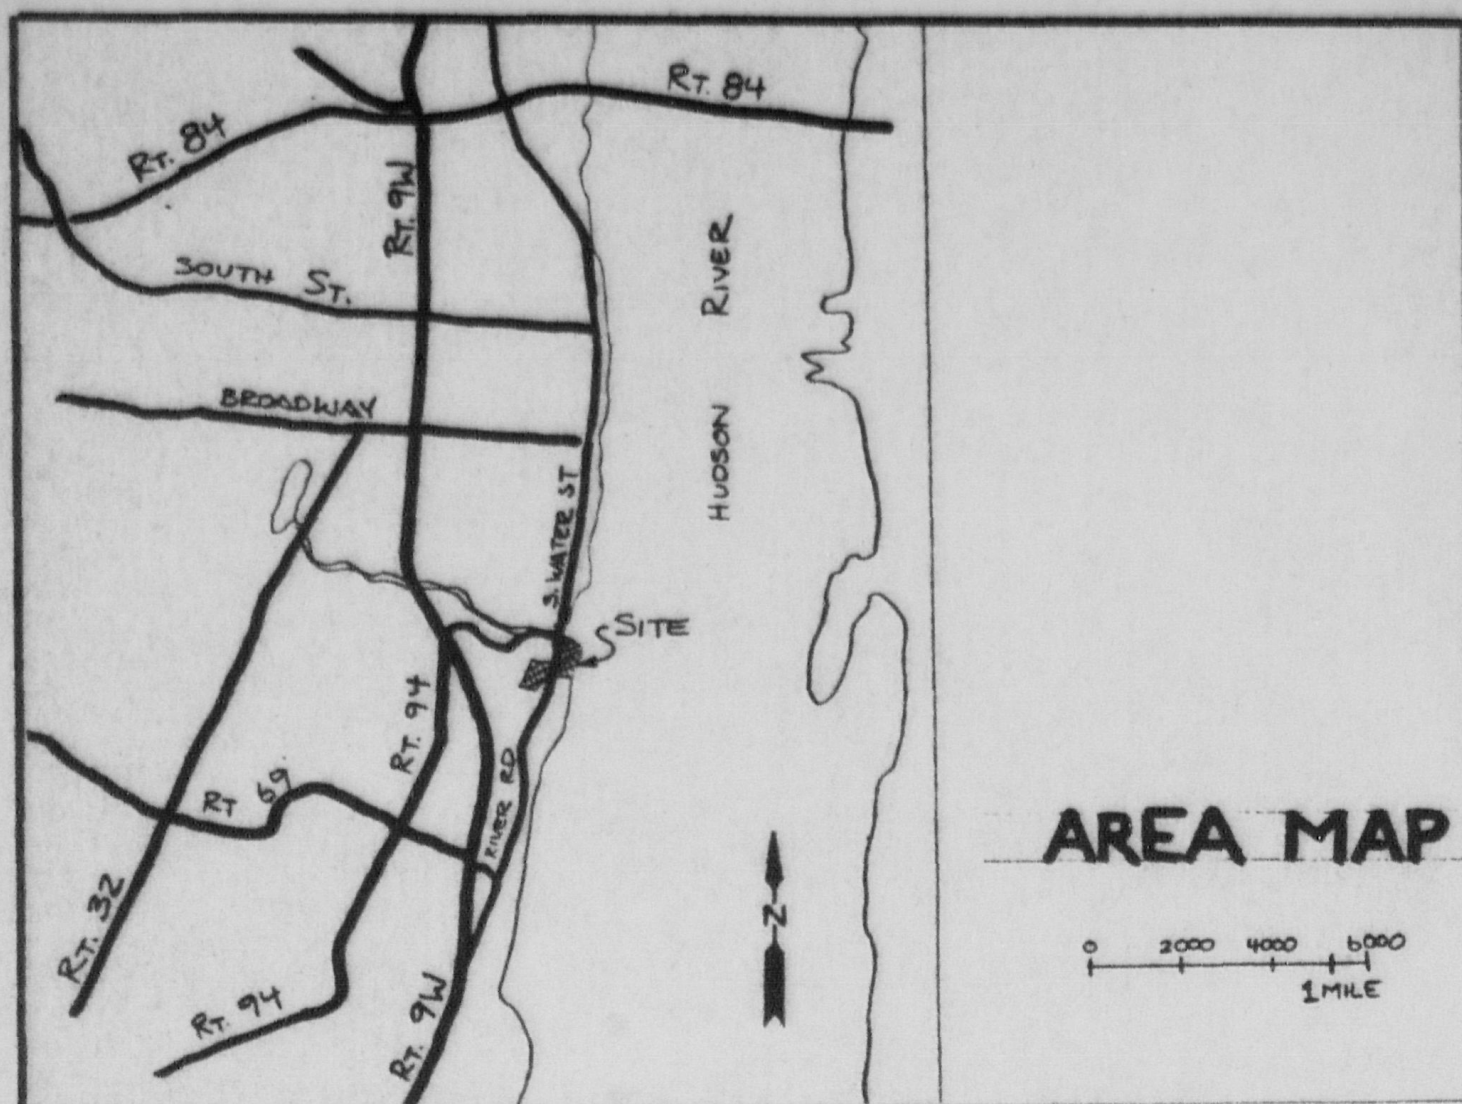 RT. 84
RT. 84
RT. 9W
SOUTH ST.
HUDSON RIVER
BROADWAY
S. WATER ST
SITE
RT. 94
RIVER RD
RT 69
RT. 32
RT. 94
RT. 9W
N
AREA MAP
0 2000 4000 6000
1 MILE